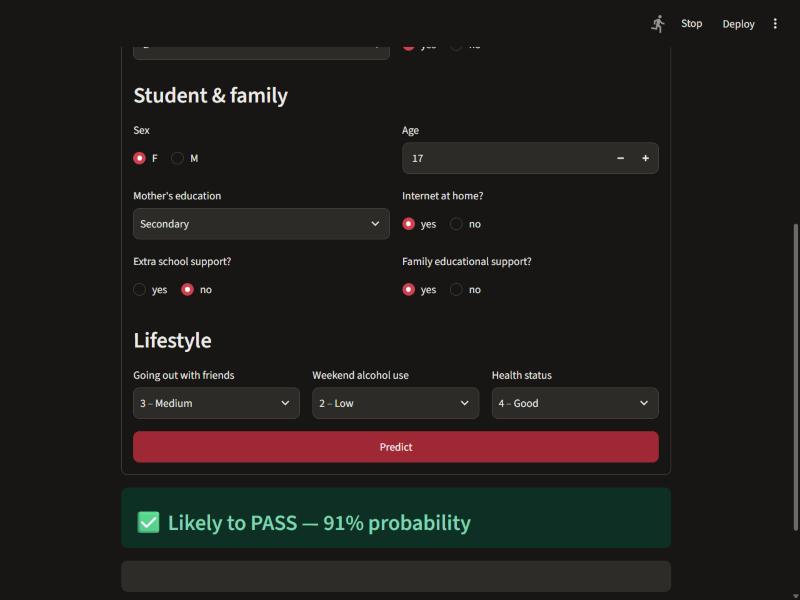 Stop Deploy
yes
Student & family
Sex Age
F M 17
Mother's education Internet at home?
Secondary yes no
Extra school support? Family educational support?
yes no yes no
Lifestyle
Going out with friends Weekend alcohol use Health status
3 – Medium 2 – Low 4 – Good
Predict
Likely to PASS — 91% probability